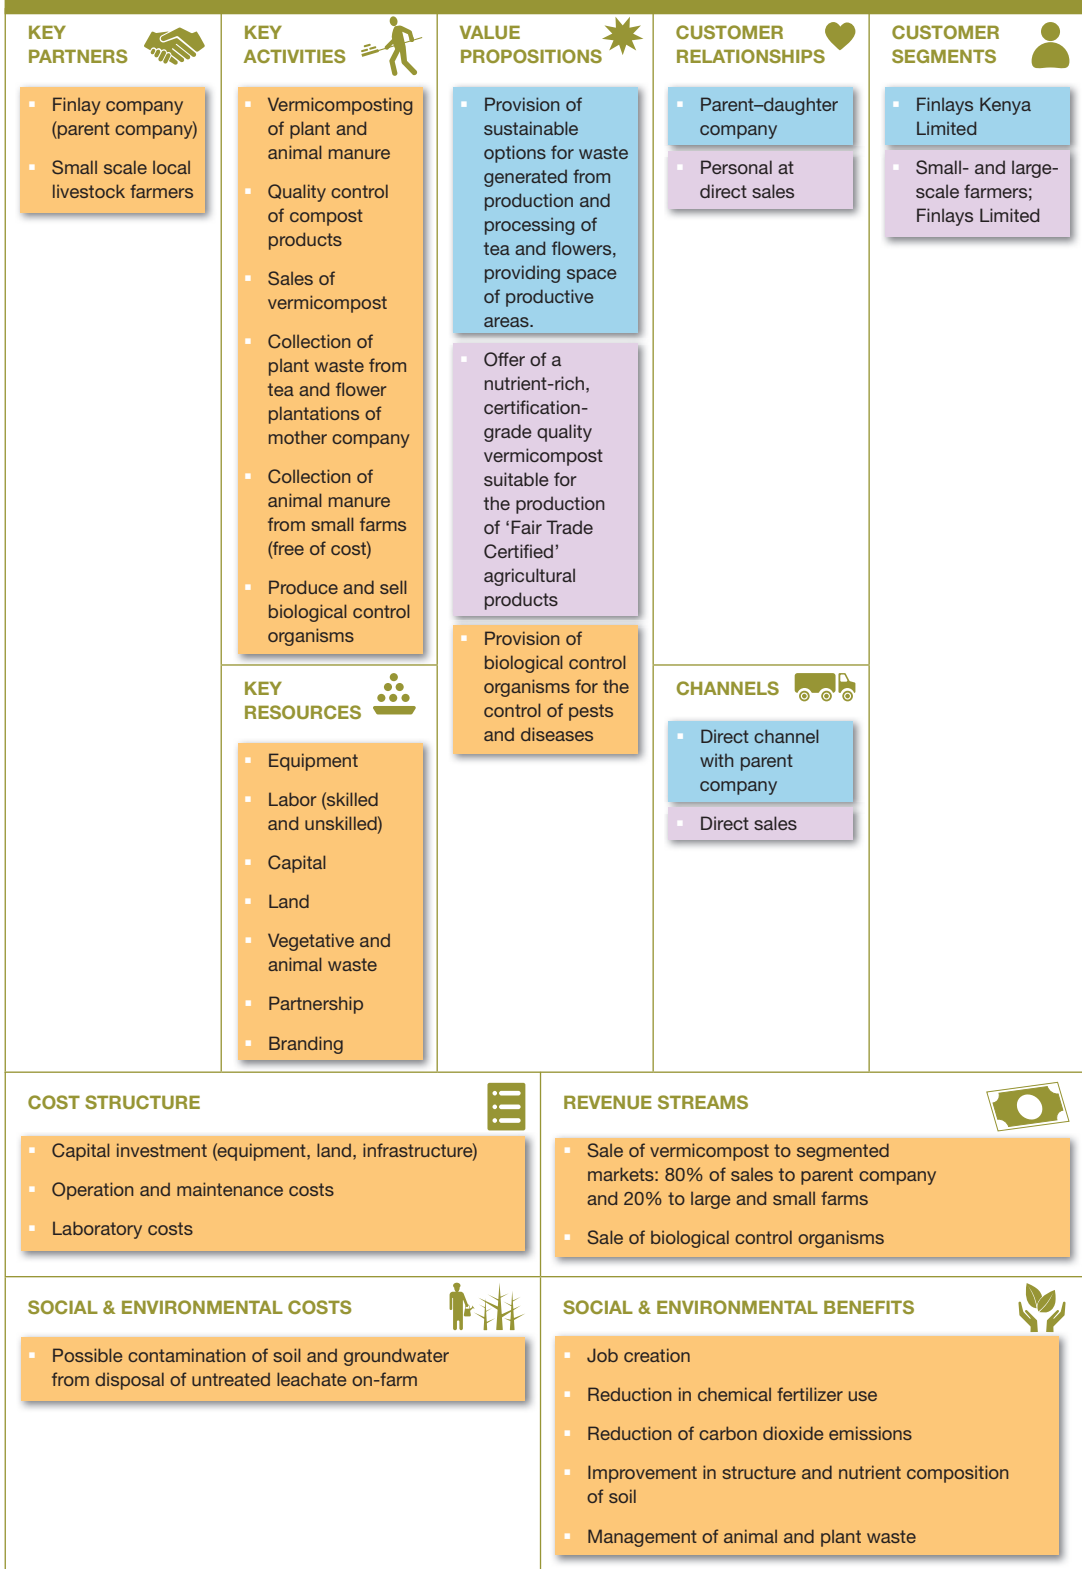 KEY
PARTNERS
Finlay company
(parent company)
Small scale local
livestock farmers
KEY
ACTIVITIES
Vermicomposting
of plant and
animal manure
Quality control
of compost
products
Sales of
vermicompost
Collection of
plant waste from
tea and flower
plantations of
mother company
Collection of
animal manure
from small farms
(free of cost)
Produce and sell
biological control
organisms
KEY
RESOURCES
Equipment
Labor (skilled
and unskilled)
Capital
Land
Vegetative and
animal waste
Partnership
Branding
VALUE
PROPOSITIONS
Provision of
sustainable
options for waste
generated from
production and
processing of
tea and flowers,
providing space
of productive
areas.
Offer of a
nutrient-rich,
certification-
grade quality
vermicompost
suitable for
the production
of ‘Fair Trade
Certified’
agricultural
products
Provision of
biological control
organisms for the
control of pests
and diseases
CUSTOMER
RELATIONSHIPS
Parent–daughter
company
Personal at
direct sales
CHANNELS
Direct channel
with parent
company
Direct sales
CUSTOMER
SEGMENTS
Finlays Kenya
Limited
Small- and large-
scale farmers;
Finlays Limited
COST STRUCTURE
Capital investment (equipment, land, infrastructure)
Operation and maintenance costs
Laboratory costs
REVENUE STREAMS
Sale of vermicompost to segmented
markets: 80% of sales to parent company
and 20% to large and small farms
Sale of biological control organisms
SOCIAL & ENVIRONMENTAL COSTS
Possible contamination of soil and groundwater
from disposal of untreated leachate on-farm
SOCIAL & ENVIRONMENTAL BENEFITS
Job creation
Reduction in chemical fertilizer use
Reduction of carbon dioxide emissions
Improvement in structure and nutrient composition
of soil
Management of animal and plant waste